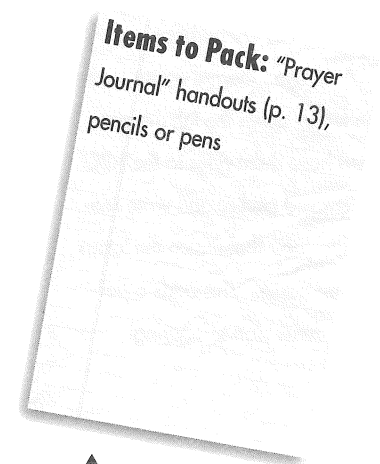 Items to Pack: "Prayer
Journal" handouts (p. 13),
pencils or pens